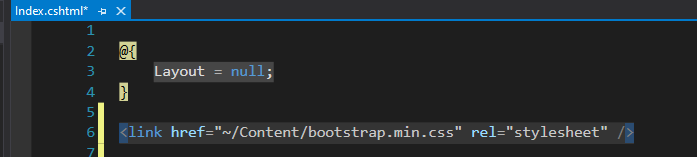 Index.cshtml*
1
2 @{
3 Layout = null;
4 }
5
6 <link href="~/Content/bootstrap.min.css" rel="stylesheet" />
7